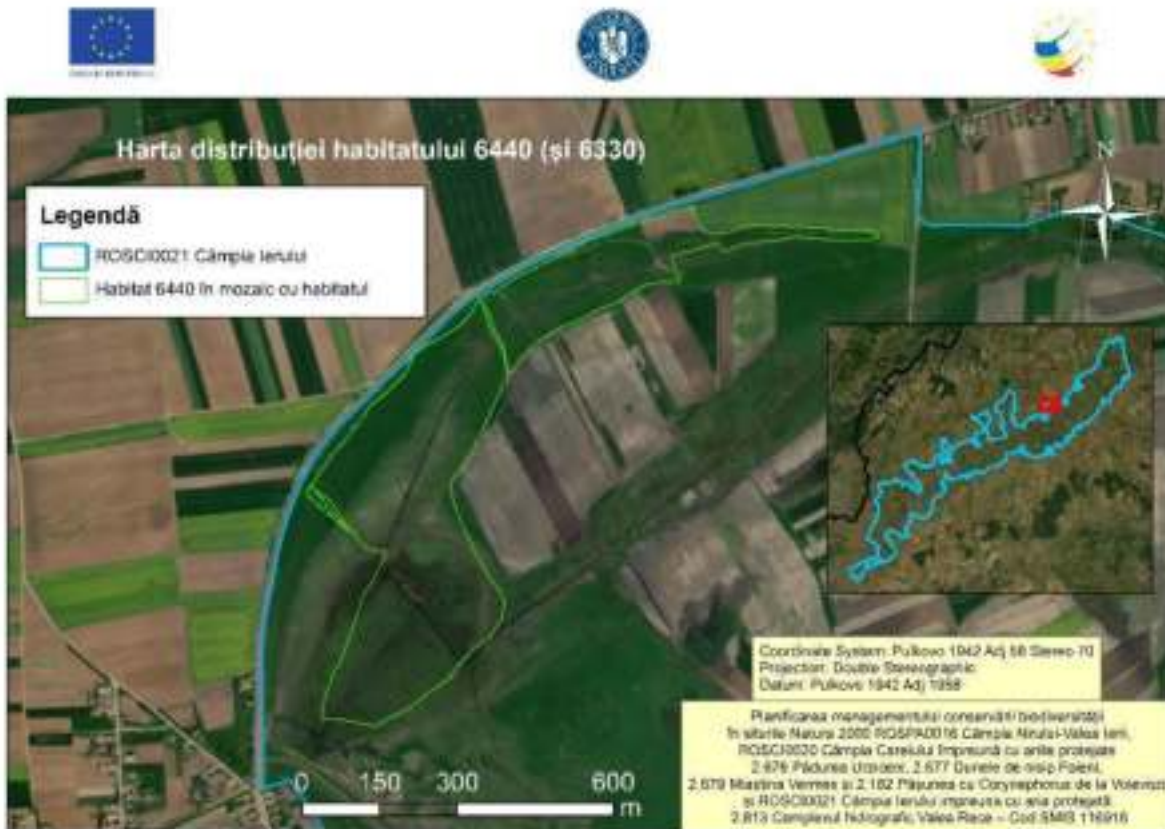 Harta distribuției habitatului 6440 (și 6330)
N
Legendă
ROSCI0021 Câmpia Ierului
Habitat 6440 în mozaic cu habitatul
Coordinate System: Pulkovo 1942 Adj 58 Stereo 70
Projection: Double Stereographic
Datum: Pulkovo 1942 Adj 1958
Planificarea managementului conservării biodiversității
în siturile Natura 2000 ROSPA0016 Câmpia Nirului-Valea Ierii,
ROSCI0020 Câmpia Careiului împreună cu ariile protejate
2.676 Pădurea Urziceni, 2.677 Dunele de nisip Foieni,
2.679 Mlaștina Vermes și 2.182 Pășunea cu Corynephorus de la Voievozi
și ROSCI0021 Câmpia Ierului împreună cu aria protejată
2.813 Complexul hidrografic Valea Rece – Cod SMIS 116916
0 150 300 600
m